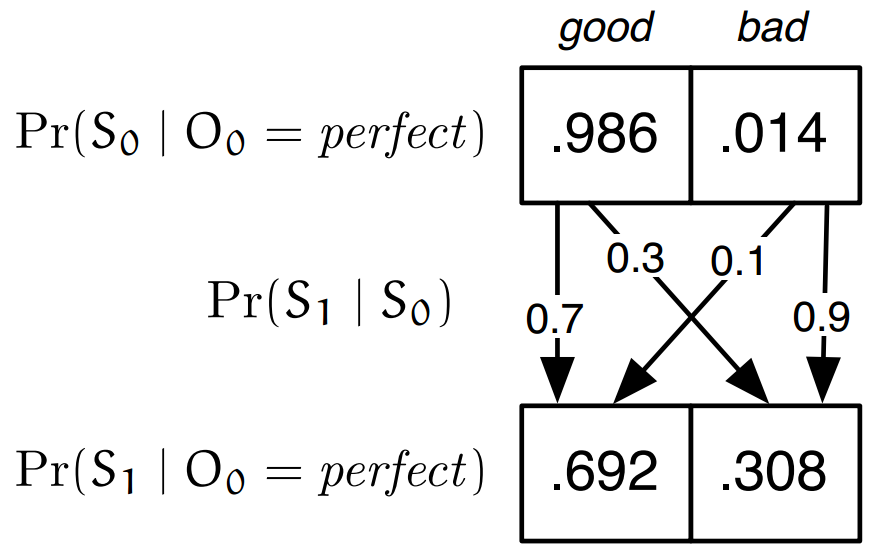 good bad
Pr(S₀ | O₀ = perfect) .986 .014
0.3 0.1
Pr(S₁ | S₀) 0.7 0.9
Pr(S₁ | O₀ = perfect) .692 .308